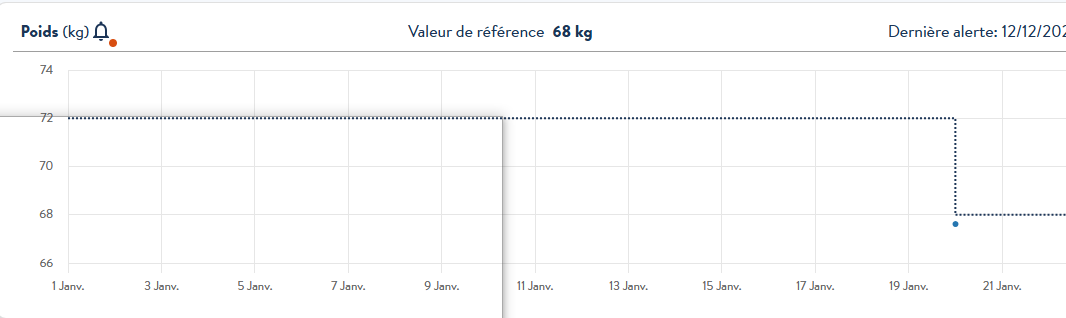 Poids (kg) Valeur de référence 68 kg Dernière alerte: 12/12/202
74
72
70
68
66
1 Janv. 3 Janv. 5 Janv. 7 Janv. 9 Janv. 11 Janv. 13 Janv. 15 Janv. 17 Janv. 19 Janv. 21 Janv.